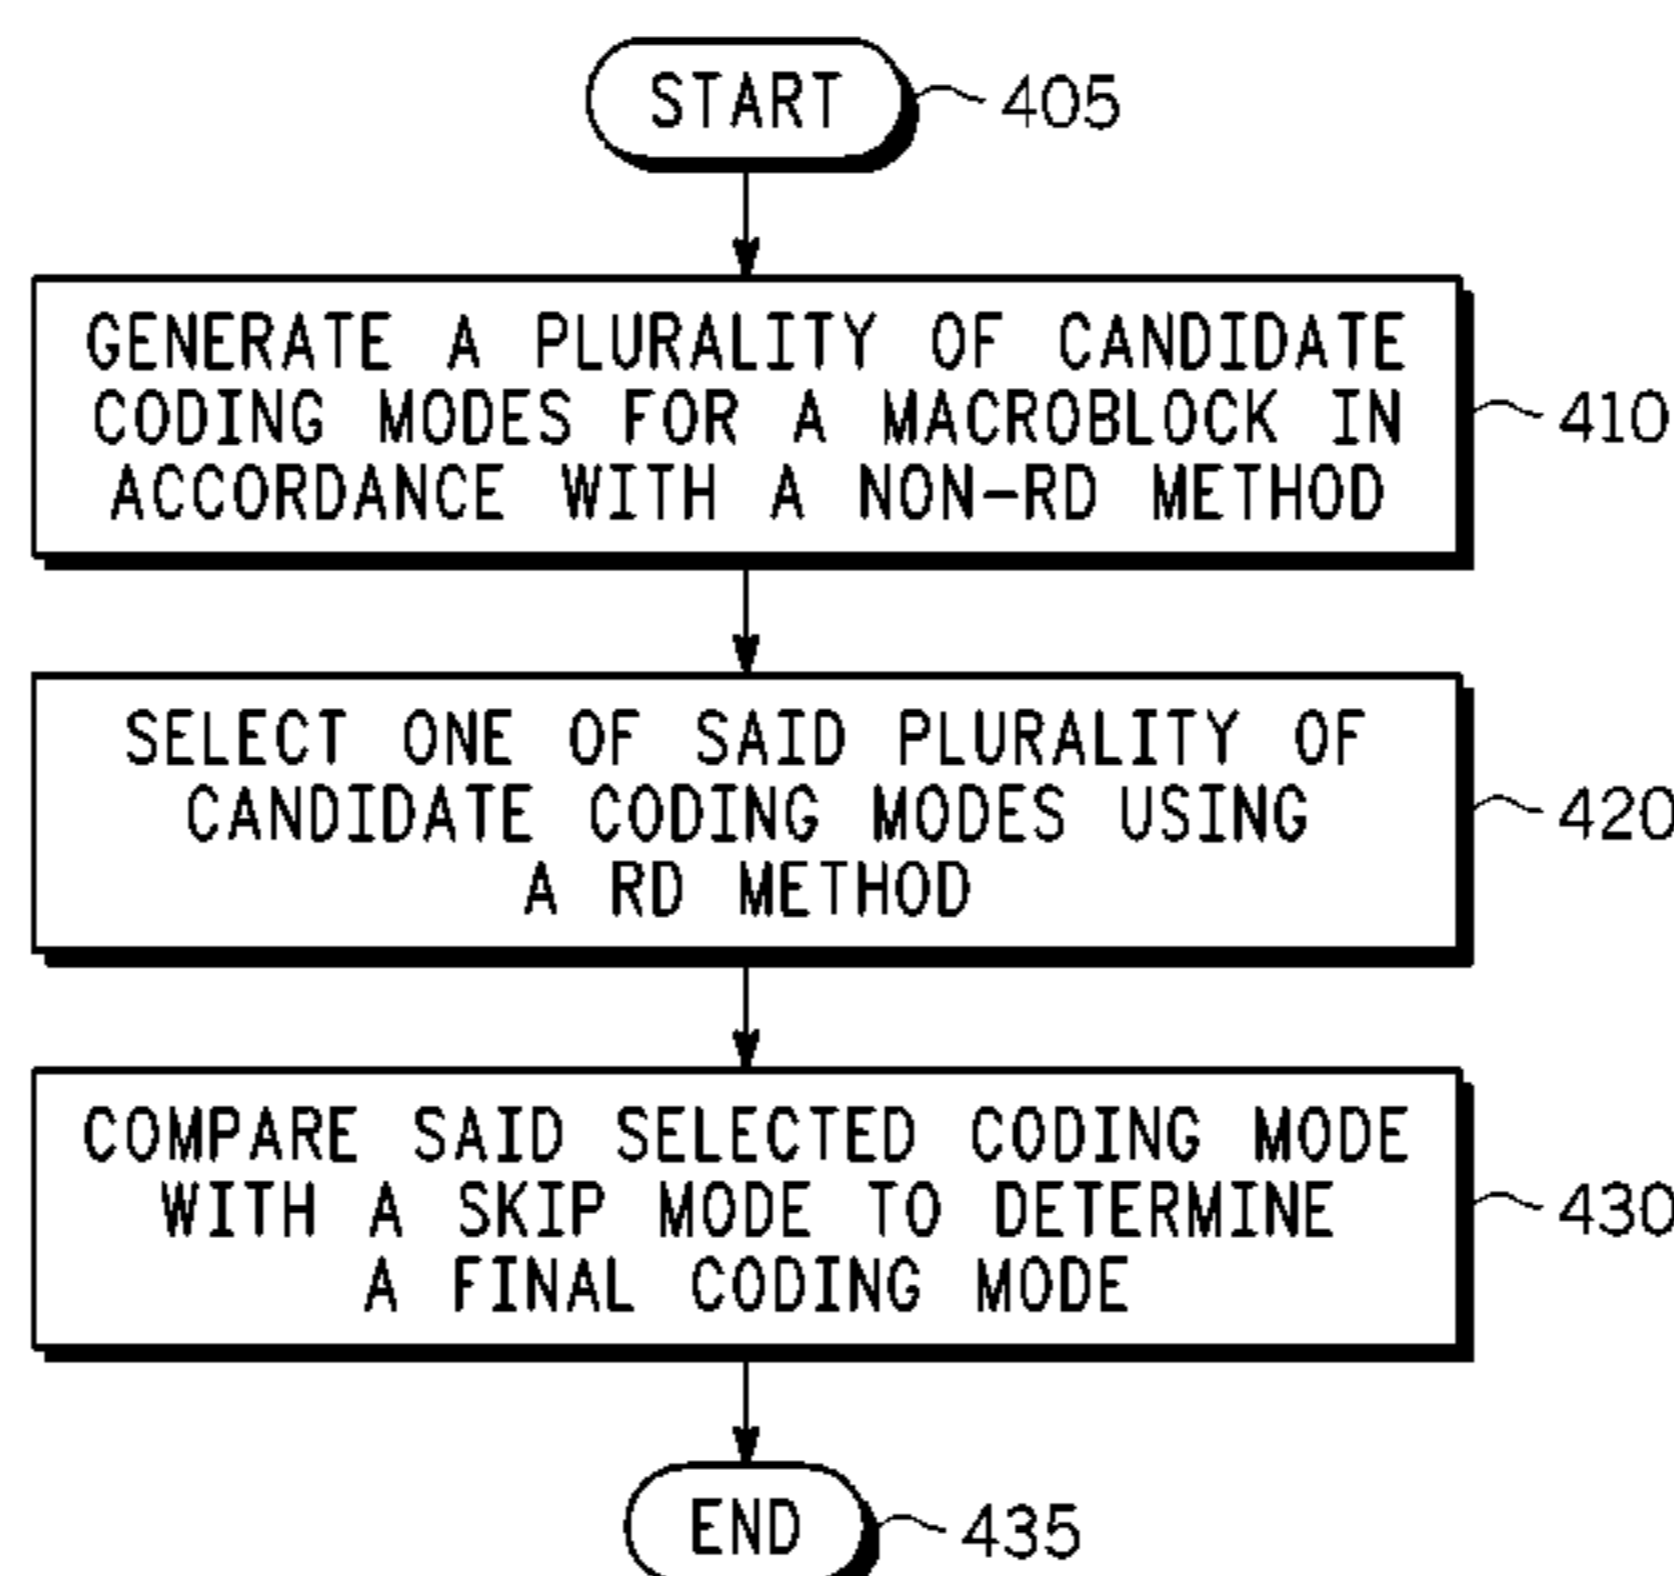 START
405
GENERATE A PLURALITY OF CANDIDATE
CODING MODES FOR A MACROBLOCK IN
ACCORDANCE WITH A NON-RD METHOD
410
SELECT ONE OF SAID PLURALITY OF
CANDIDATE CODING MODES USING
A RD METHOD
420
COMPARE SAID SELECTED CODING MODE
WITH A SKIP MODE TO DETERMINE
A FINAL CODING MODE
430
END
435